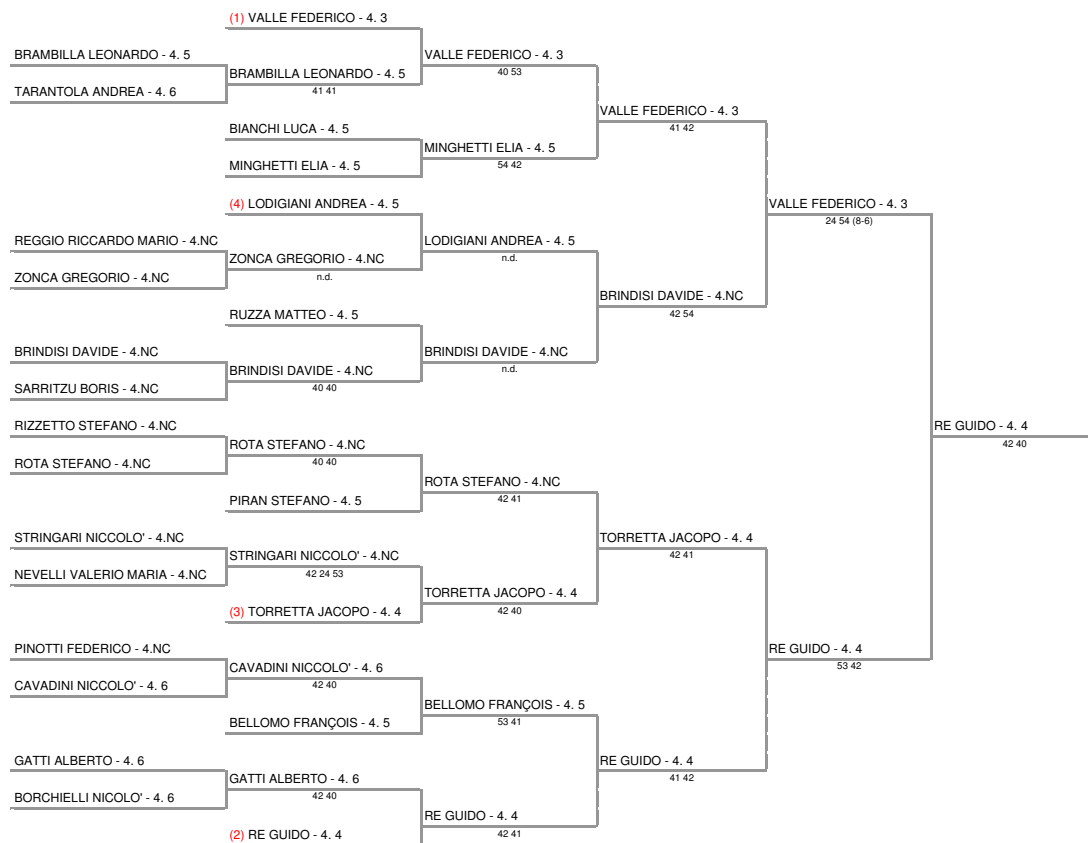 (1) VALLE FEDERICO - 4. 3
BRAMBILLA LEONARDO - 4. 5
VALLE FEDERICO - 4. 3
40 53
BRAMBILLA LEONARDO - 4. 5
41 41
TARANTOLA ANDREA - 4. 6
VALLE FEDERICO - 4. 3
41 42
BIANCHI LUCA - 4. 5
MINGHETTI ELIA - 4. 5
54 42
MINGHETTI ELIA - 4. 5
(4) LODIGIANI ANDREA - 4. 5
VALLE FEDERICO - 4. 3
24 54 (8-6)
REGGIO RICCARDO MARIO - 4.NC
LODIGIANI ANDREA - 4. 5
n.d.
ZONCA GREGORIO - 4.NC
n.d.
ZONCA GREGORIO - 4.NC
BRINDISI DAVIDE - 4.NC
42 54
RUZZA MATTEO - 4. 5
BRINDISI DAVIDE - 4.NC
BRINDISI DAVIDE - 4.NC
n.d.
BRINDISI DAVIDE - 4.NC
40 40
SARRITZU BORIS - 4.NC
RIZZETTO STEFANO - 4.NC
RE GUIDO - 4. 4
42 40
ROTA STEFANO - 4.NC
40 40
ROTA STEFANO - 4.NC
ROTA STEFANO - 4.NC
42 41
PIRAN STEFANO - 4. 5
STRINGARI NICCOLO' - 4.NC
TORRETTA JACOPO - 4. 4
42 41
STRINGARI NICCOLO' - 4.NC
42 24 53
NEVELLI VALERIO MARIA - 4.NC
TORRETTA JACOPO - 4. 4
42 40
(3) TORRETTA JACOPO - 4. 4
PINOTTI FEDERICO - 4.NC
RE GUIDO - 4. 4
53 42
CAVADINI NICCOLO' - 4. 6
42 40
CAVADINI NICCOLO' - 4. 6
BELLOMO FRANÇOIS - 4. 5
53 41
BELLOMO FRANÇOIS - 4. 5
GATTI ALBERTO - 4. 6
RE GUIDO - 4. 4
41 42
GATTI ALBERTO - 4. 6
42 40
BORCHIELLI NICOLO' - 4. 6
RE GUIDO - 4. 4
42 41
(2) RE GUIDO - 4. 4